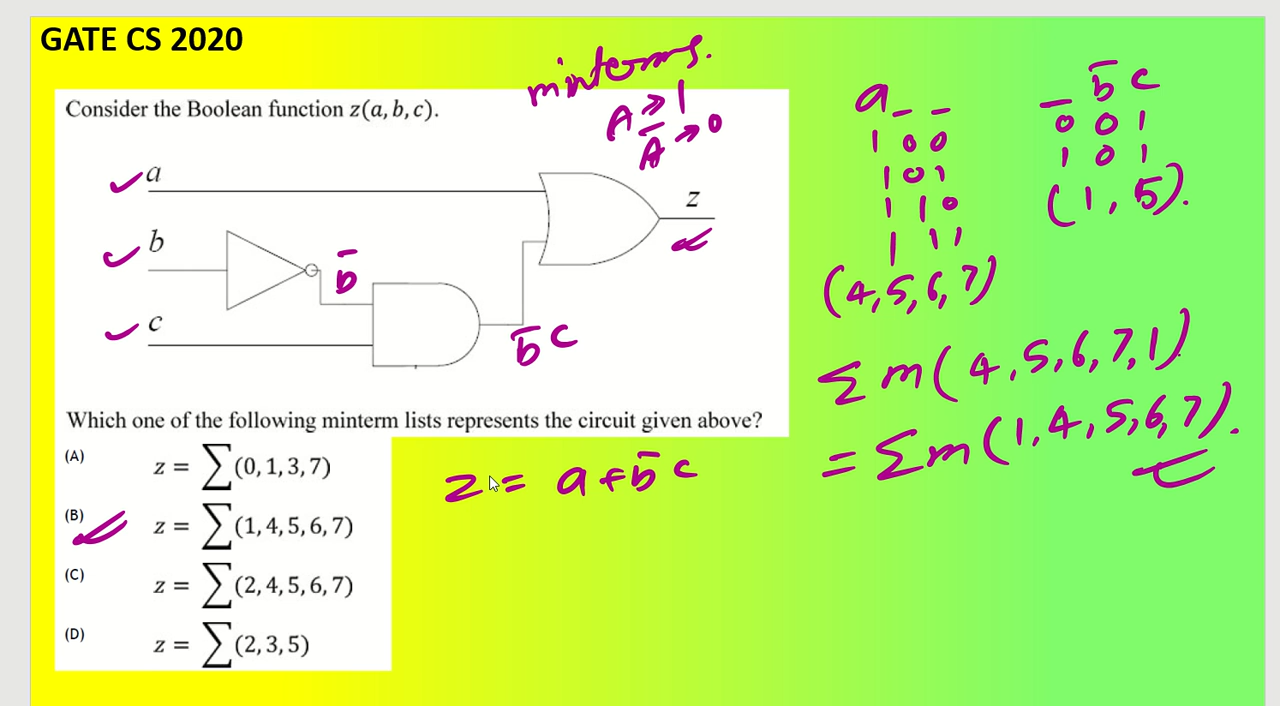 GATE CS 2020
minterms.
A → 1
A̅ → 0
Consider the Boolean function z(a, b, c).
a
b
c
b̅
b̅ c
z
Which one of the following minterm lists represents the circuit given above?
(A) z = ∑(0, 1, 3, 7)
(B) z = ∑(1, 4, 5, 6, 7)
(C) z = ∑(2, 4, 5, 6, 7)
(D) z = ∑(2, 3, 5)
z = a + b̅ c
a _ _
1 0 0
1 0 1
1 1 0
1 1 1
(4, 5, 6, 7)
_ b̅ c
0 0 1
1 0 1
(1, 5).
Σ m (4, 5, 6, 7, 1)
= Σm (1, 4, 5, 6, 7).